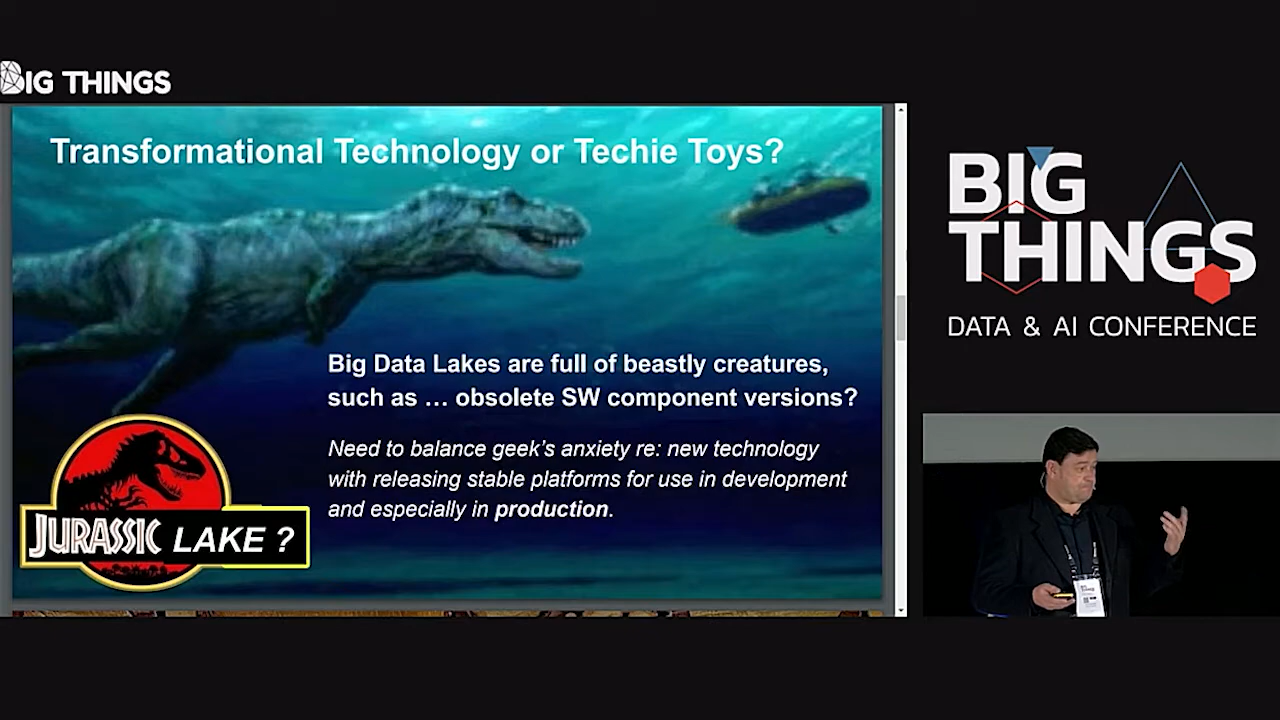 BIG THINGS
Transformational Technology or Techie Toys?
Big Data Lakes are full of beastly creatures,
such as … obsolete SW component versions?
Need to balance geek's anxiety re: new technology
with releasing stable platforms for use in development
and especially in production.
JURASSIC LAKE ?
BIG
THINGS
DATA & AI CONFERENCE